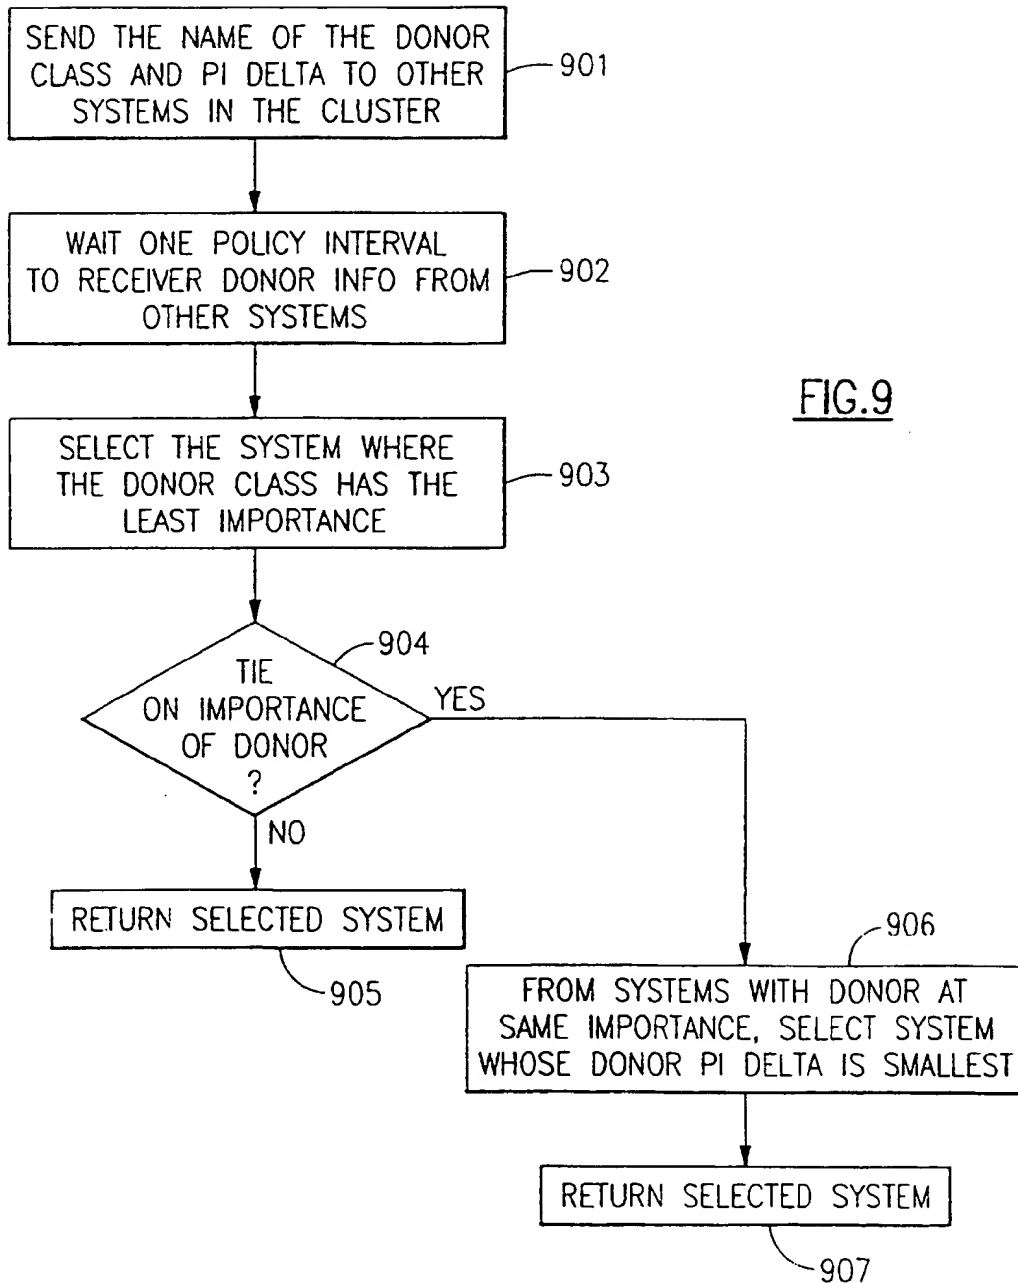 SEND THE NAME OF THE DONOR
CLASS AND PI DELTA TO OTHER
SYSTEMS IN THE CLUSTER
901
WAIT ONE POLICY INTERVAL
TO RECEIVER DONOR INFO FROM
OTHER SYSTEMS
902
FIG.9
SELECT THE SYSTEM WHERE
THE DONOR CLASS HAS THE
LEAST IMPORTANCE
903
904
TIE
ON IMPORTANCE
OF DONOR
?
YES
NO
RETURN SELECTED SYSTEM
905
906
FROM SYSTEMS WITH DONOR AT
SAME IMPORTANCE, SELECT SYSTEM
WHOSE DONOR PI DELTA IS SMALLEST
RETURN SELECTED SYSTEM
907